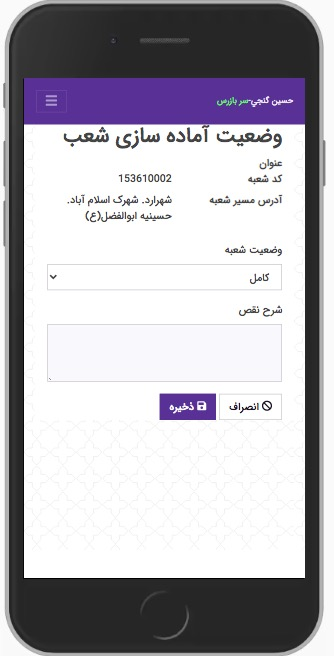 حسین گنجي-سر بازرس
وضعیت آماده سازی شعب
عنوان
کد شعبه 153610002
آدرس مسیر شعبه شهرارد. شهرک اسلام آباد.
حسینیه ابوالفضل(ع)
وضعیت شعبه
کامل
شرح نقص
انصراف ذخیره